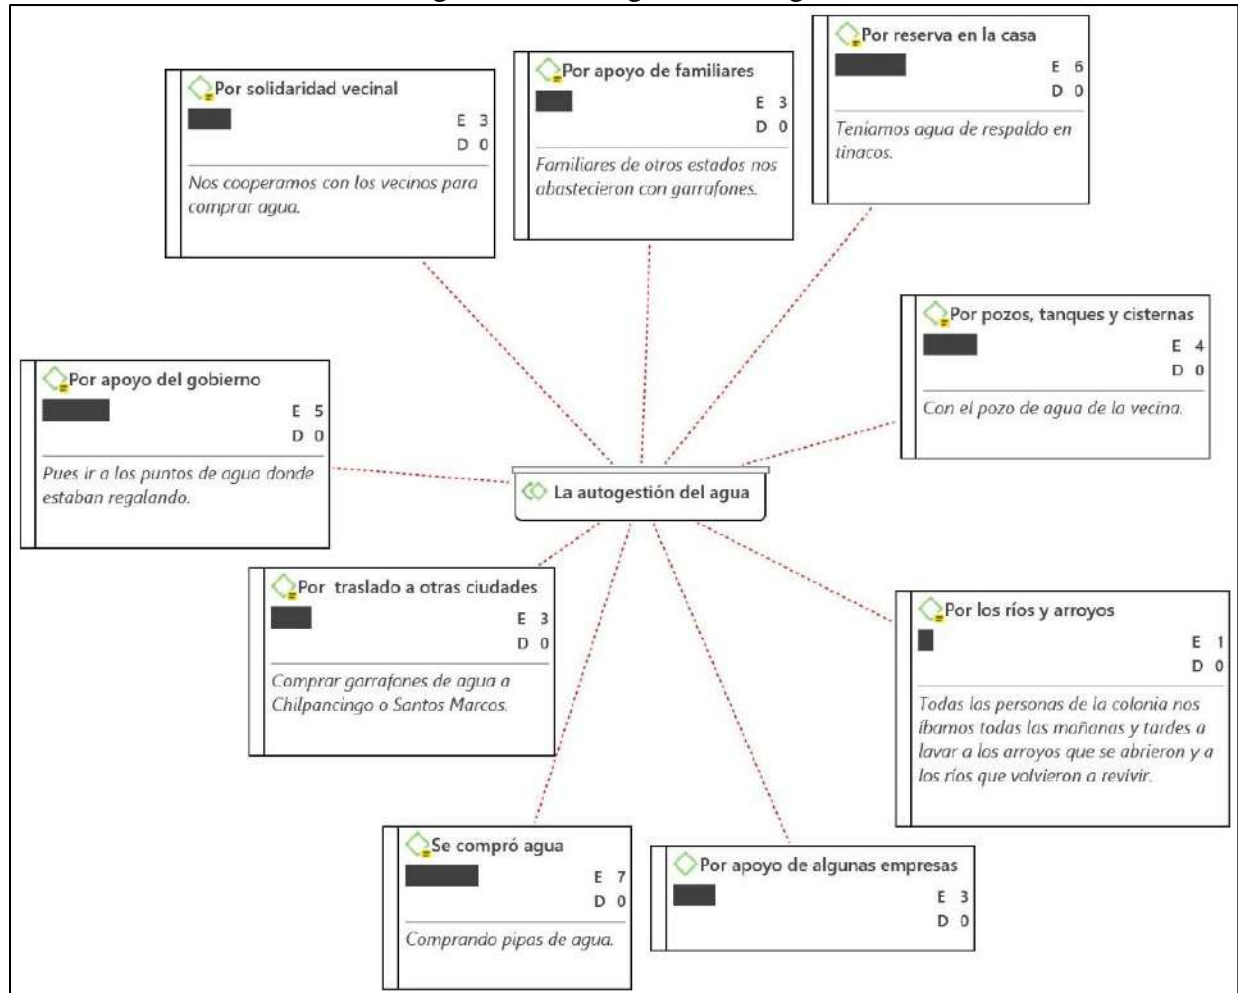 Por solidaridad vecinal
E 3
D 0
Nos cooperamos con los vecinos para
comprar agua.
Por apoyo de familiares
E 3
D 0
Familiares de otros estados nos
abastecieron con garrafones.
Por reserva en la casa
E 6
D 0
Teníamos agua de respaldo en
tinacos.
Por pozos, tanques y cisternas
E 4
D 0
Con el pozo de agua de la vecina.
Por apoyo del gobierno
E 5
D 0
Pues ir a los puntos de agua donde
estaban regalando.
La autogestión del agua
Por traslado a otras ciudades
E 3
D 0
Comprar garrafones de agua a
Chilpancingo o Santos Marcos.
Por los ríos y arroyos
E 1
D 0
Todas las personas de la colonia nos
íbamos todas las mañanas y tardes a
lavar a los arroyos que se abrieron y a
los ríos que volvieron a revivir.
Se compró agua
E 7
D 0
Comprando pipas de agua.
Por apoyo de algunas empresas
E 3
D 0